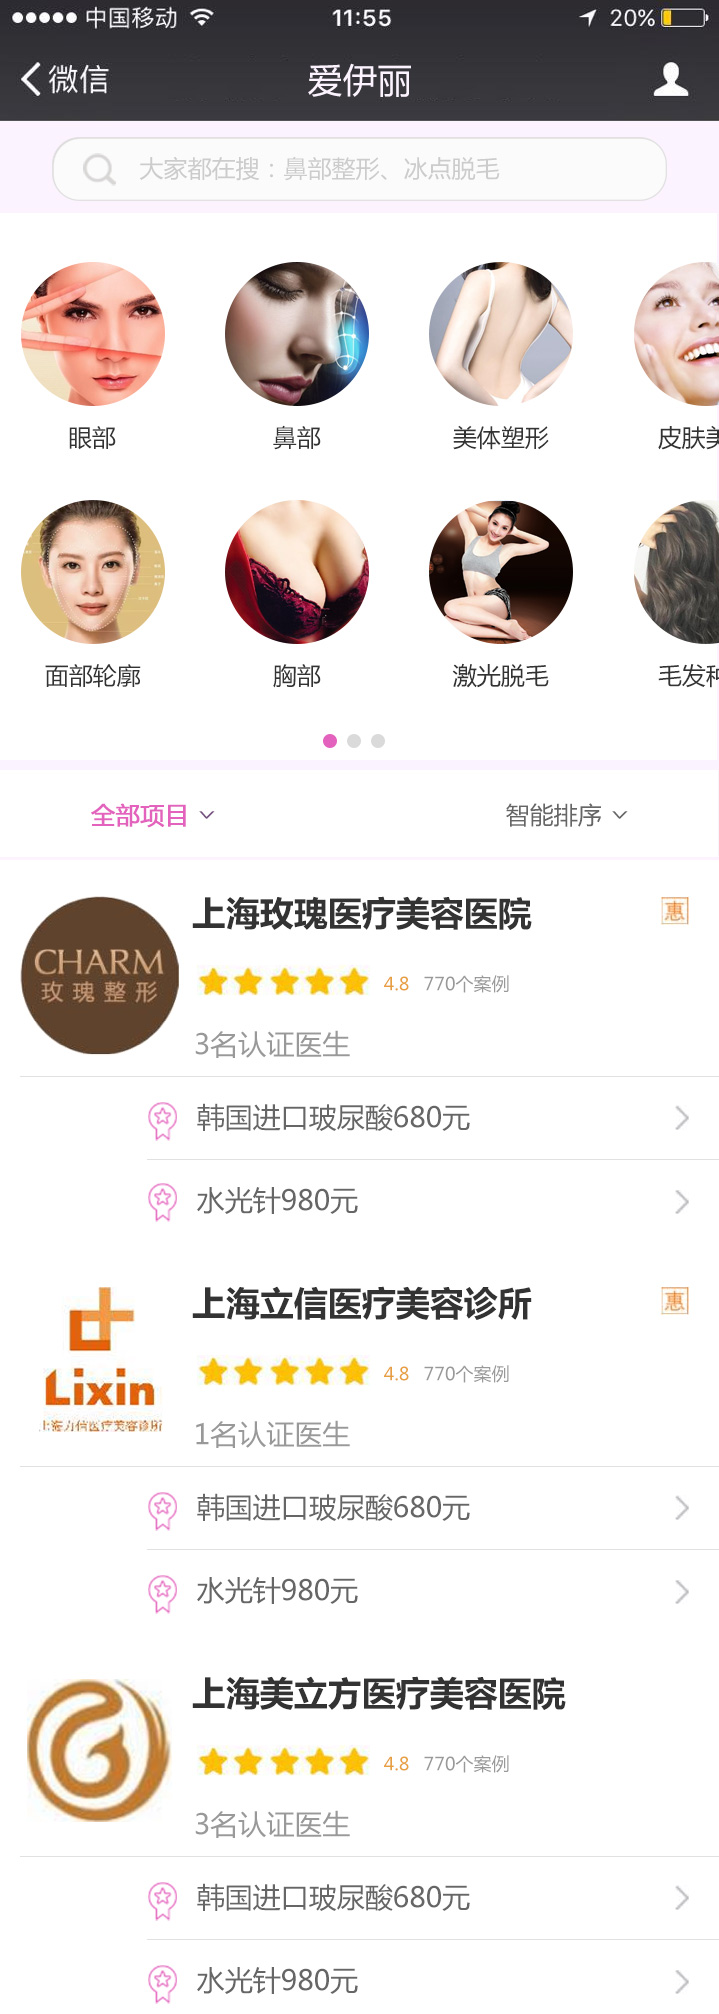 中国移动 11:55 20%
微信 爱伊丽
大家都在搜：鼻部整形、冰点脱毛
眼部 鼻部 美体塑形 皮肤美
面部轮廓 胸部 激光脱毛 毛发种
全部项目 智能排序
上海玫瑰医疗美容医院 惠
CHARM
玫瑰整形
4.8 770个案例
3名认证医生
韩国进口玻尿酸680元
水光针980元
上海立信医疗美容诊所 惠
Lixin
上海力信医疗美容诊所
4.8 770个案例
1名认证医生
韩国进口玻尿酸680元
水光针980元
上海美立方医疗美容医院
4.8 770个案例
3名认证医生
韩国进口玻尿酸680元
水光针980元